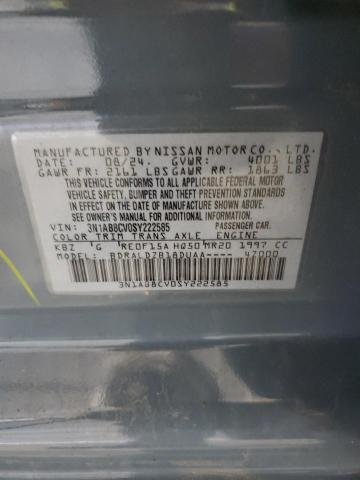 MANUFACTURED BY NISSAN MOTOR CO., LTD.
DATE: 08/24. GVWR: 4001 LBS
GAWR FR: 2161 LBS GAWR RR: 1863 LBS
THIS VEHICLE CONFORMS TO ALL APPLICABLE FEDERAL MOTOR
VEHICLE SAFETY, BUMPER AND THEFT PREVENTION STANDARDS
IN EFFECT ON THE DATE OF MANUFACTURE SHOWN ABOVE.
SEE OWNER'S MANUAL FOR ADDITIONAL INFORMATION
VIN: 3N1AB8CV0SY222585 PASSENGER CAR.
COLOR TRIM TRANS AXLE ENGINE
KBZ 'G RE0F15A HQ50 MR20 1997 CC
MODEL: BDRALDZB18DUAA---- 47000
3N1AB8CV0SY222585